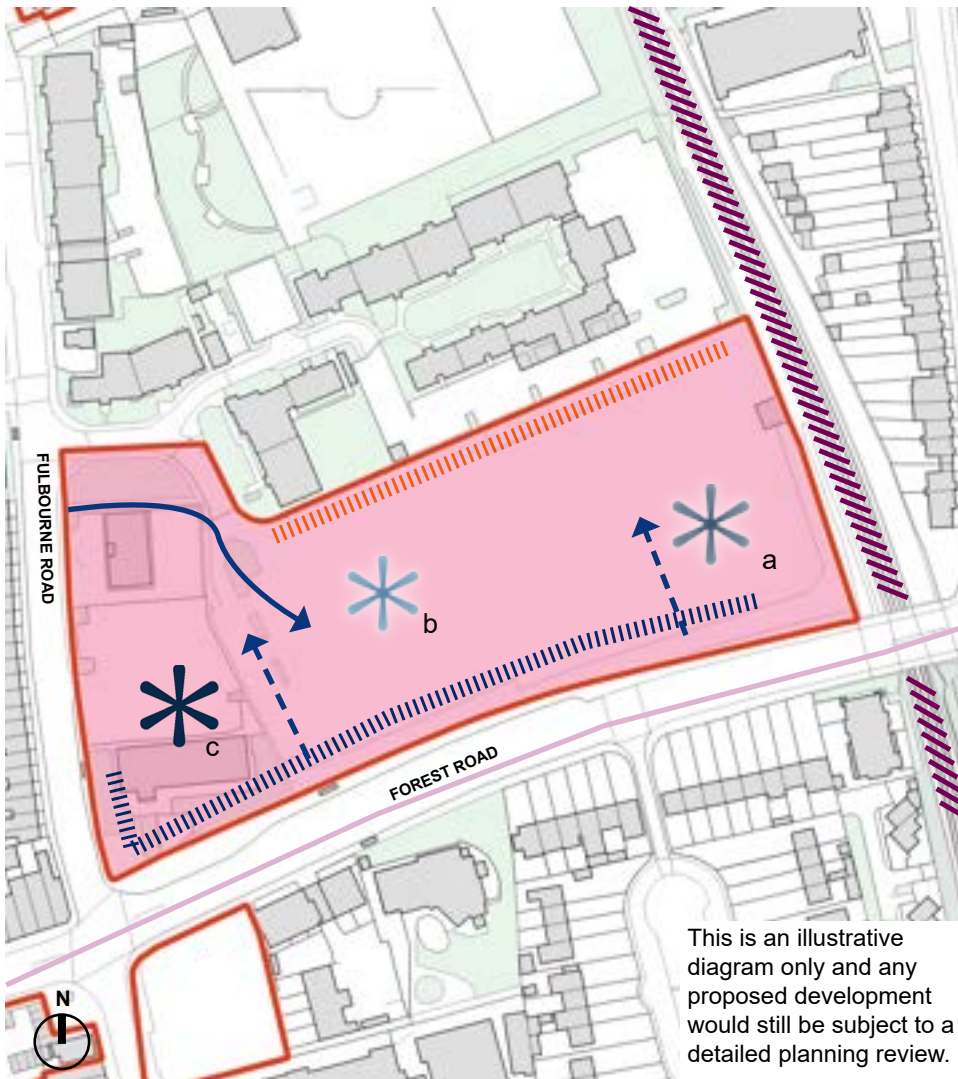 FULBOURNE ROAD
a
b
c
FOREST ROAD
N
This is an illustrative
diagram only and any
proposed development
would still be subject to a
detailed planning review.